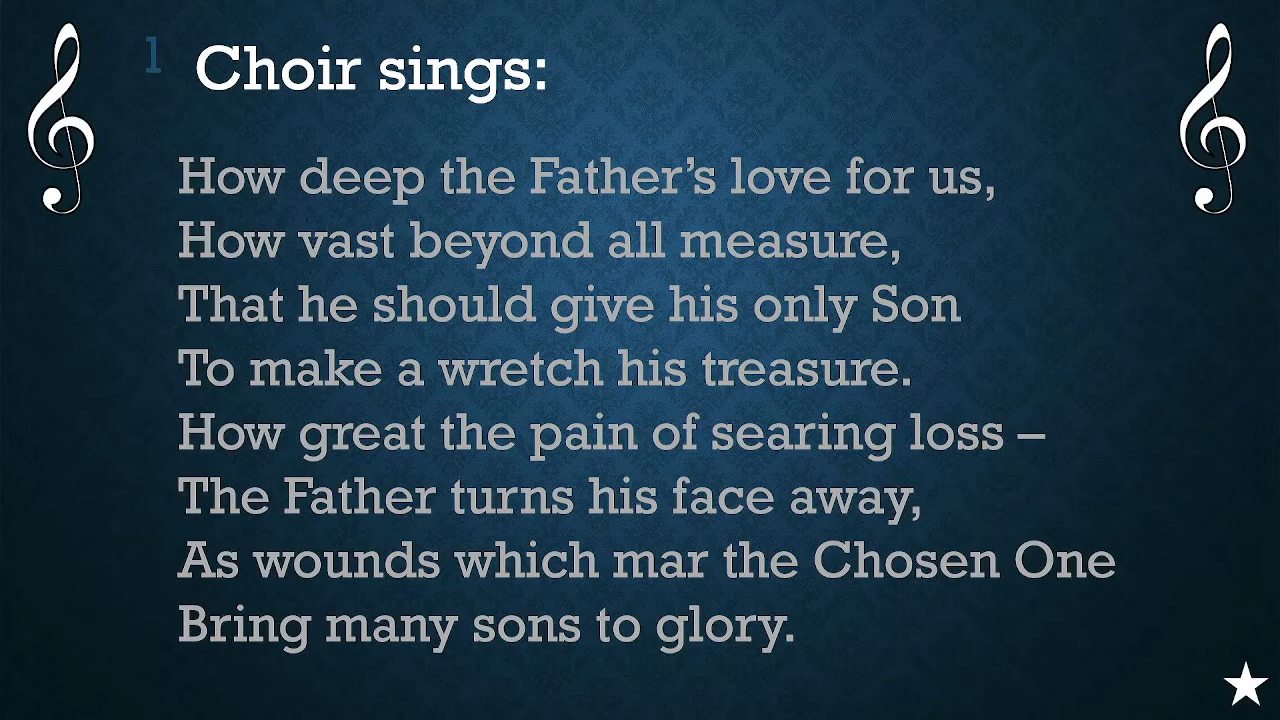 1 Choir sings:
How deep the Father’s love for us,
How vast beyond all measure,
That he should give his only Son
To make a wretch his treasure.
How great the pain of searing loss –
The Father turns his face away,
As wounds which mar the Chosen One
Bring many sons to glory.